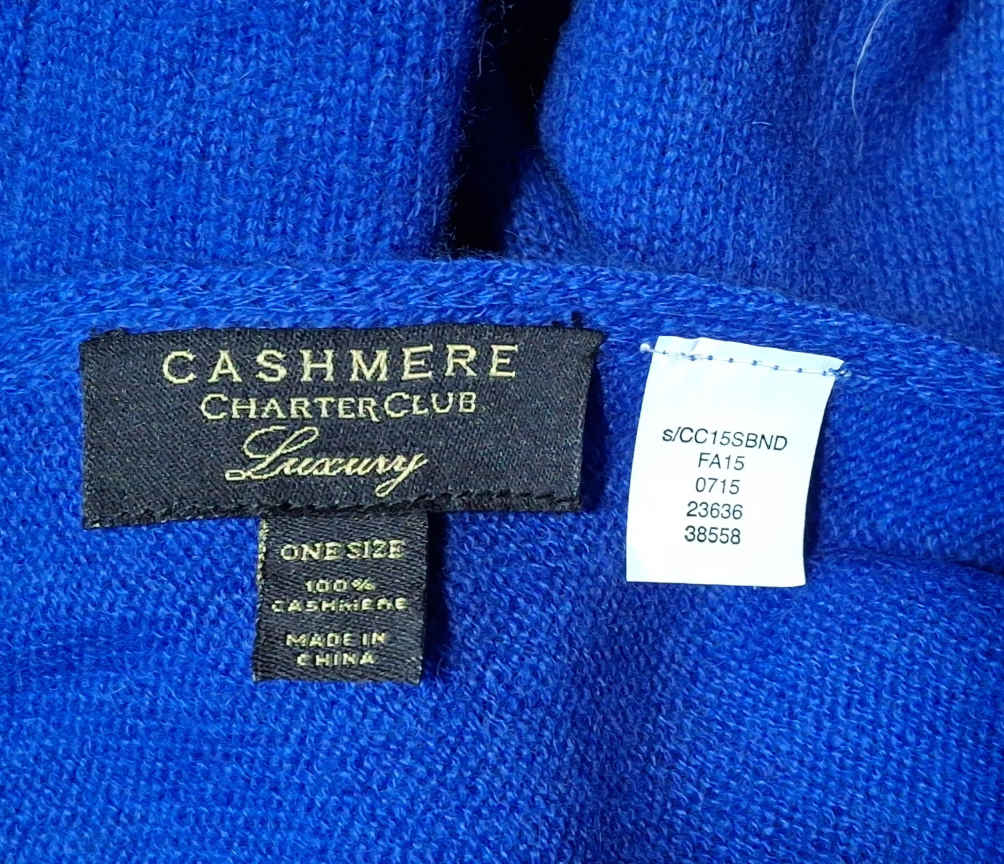 CASHMERE
CHARTER CLUB
Luxury
ONE SIZE
100%
CASHMERE
MADE IN
CHINA
s/CC15SBND
FA15
0715
23636
38558